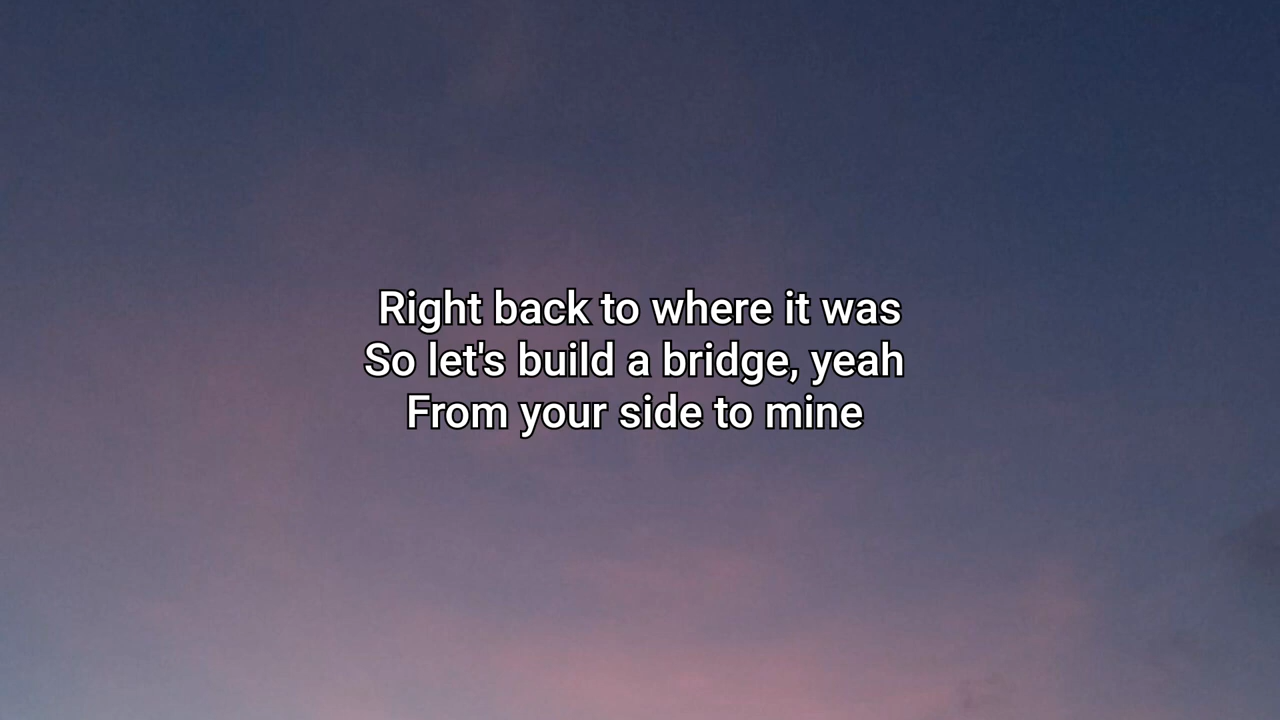 Right back to where it was
So let's build a bridge, yeah
From your side to mine